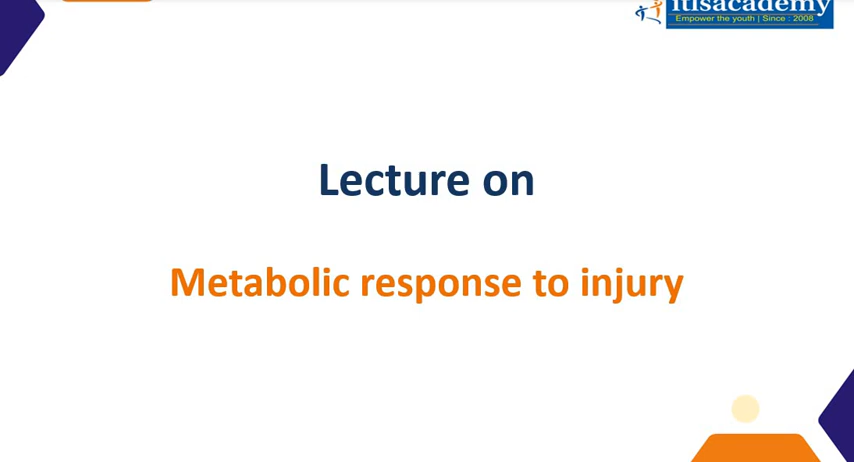 itisacademy
Empower the youth | Since : 2008
Lecture on
Metabolic response to injury